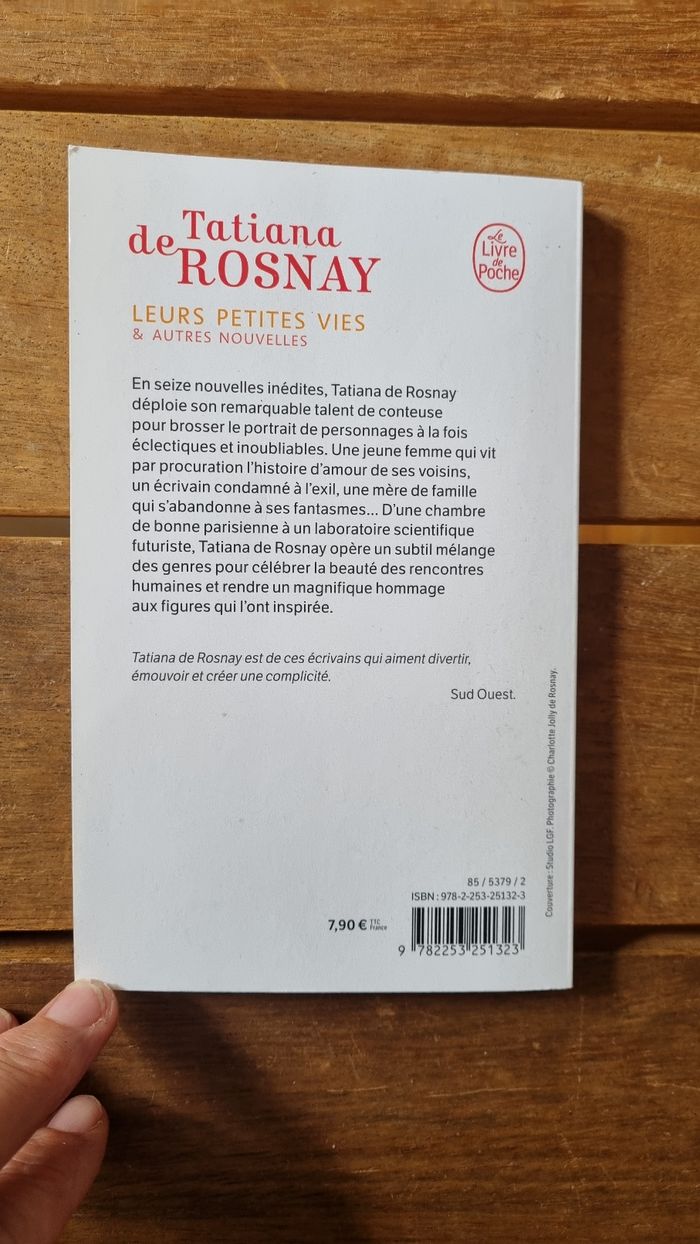 Tatiana
de ROSNAY
Le
Livre
de
Poche
LEURS PETITES VIES
& AUTRES NOUVELLES
En seize nouvelles inédites, Tatiana de Rosnay
déploie son remarquable talent de conteuse
pour brosser le portrait de personnages à la fois
éclectiques et inoubliables. Une jeune femme qui vit
par procuration l'histoire d'amour de ses voisins,
un écrivain condamné à l'exil, une mère de famille
qui s'abandonne à ses fantasmes... D'une chambre
de bonne parisienne à un laboratoire scientifique
futuriste, Tatiana de Rosnay opère un subtil mélange
des genres pour célébrer la beauté des rencontres
humaines et rendre un magnifique hommage
aux figures qui l'ont inspirée.
Tatiana de Rosnay est de ces écrivains qui aiment divertir,
émouvoir et créer une complicité.
Sud Ouest.
Couverture : Studio LGF. Photographie © Charlotte Jolly de Rosnay.
85 / 5379 / 2
ISBN : 978-2-253-25132-3
7,90 € TTC
France
9 782253 251323